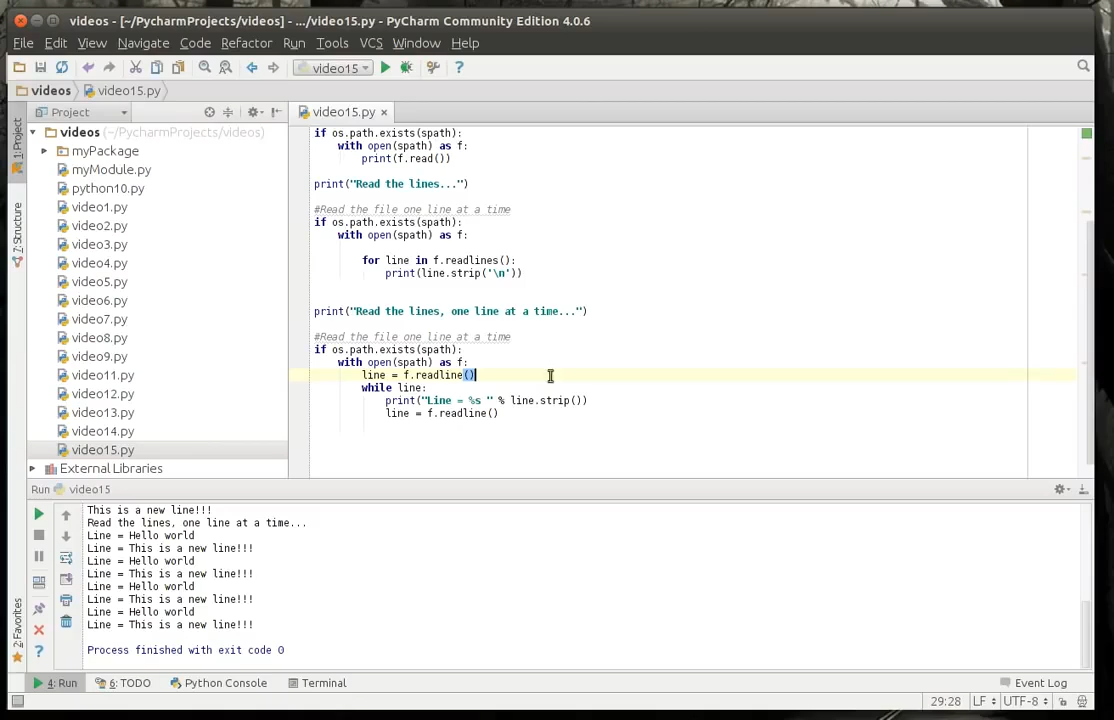 videos - [~/PycharmProjects/videos] - .../video15.py - PyCharm Community Edition 4.0.6
File Edit View Navigate Code Refactor Run Tools VCS Window Help
video15
videos video15.py
Project
video15.py
1: Project
7: Structure
2: Favorites
videos (~/PycharmProjects/videos)
myPackage
myModule.py
python10.py
video1.py
video2.py
video3.py
video4.py
video5.py
video6.py
video7.py
video8.py
video9.py
video11.py
video12.py
video13.py
video14.py
video15.py
External Libraries
if os.path.exists(spath):
with open(spath) as f:
print(f.read())
print("Read the lines...")
#Read the file one line at a time
if os.path.exists(spath):
with open(spath) as f:
for line in f.readlines():
print(line.strip('\n'))
print("Read the lines, one line at a time...")
#Read the file one line at a time
if os.path.exists(spath):
with open(spath) as f:
line = f.readline()
while line:
print("Line = %s " % line.strip())
line = f.readline()
Run video15
This is a new line!!!
Read the lines, one line at a time...
Line = Hello world
Line = This is a new line!!!
Line = Hello world
Line = This is a new line!!!
Line = Hello world
Line = This is a new line!!!
Line = Hello world
Line = This is a new line!!!
Process finished with exit code 0
4: Run 6: TODO Python Console Terminal Event Log
29:28 LF UTF-8